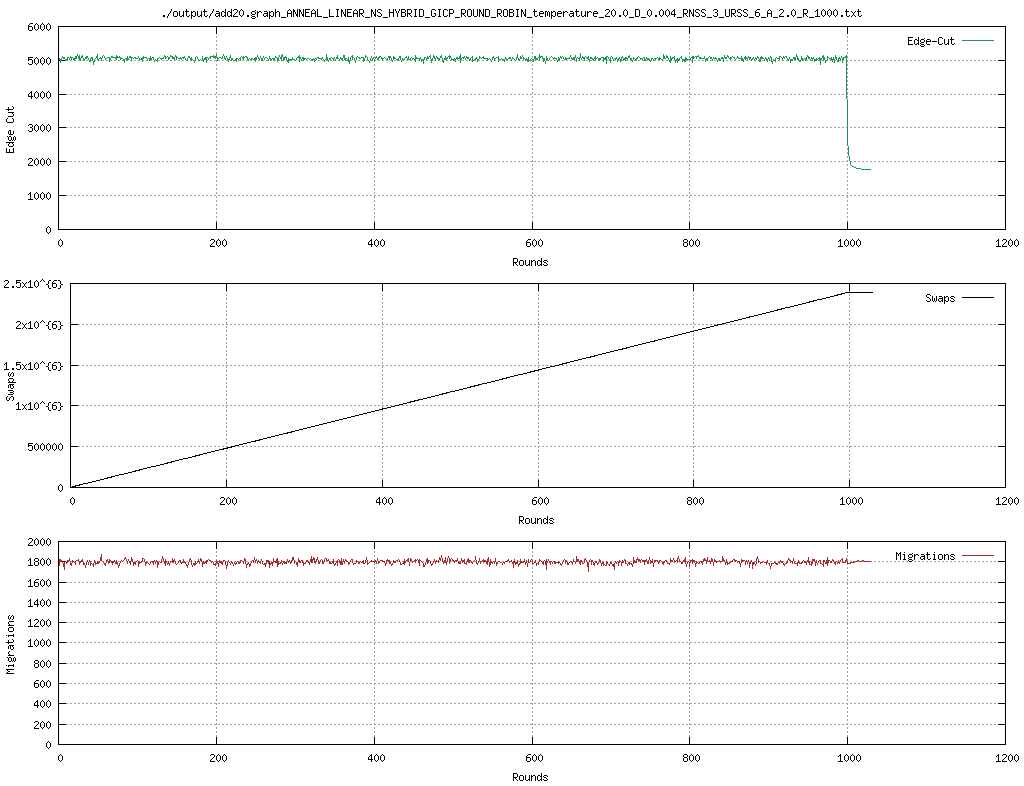 ./output/add20.graph_ANNEAL_LINEAR_NS_HYBRID_GICP_ROUND_ROBIN_temperature_20.0_D_0.004_RNSS_3_URSS_6_A_2.0_R_1000.txt
6000
5000
4000
3000
2000
1000
0
Edge Cut
Edge-Cut
0 200 400 600 800 1000 1200
Rounds
2.5x10^{6}
2x10^{6}
1.5x10^{6}
1x10^{6}
500000
0
Swaps
Swaps
0 200 400 600 800 1000 1200
Rounds
2000
1800
1600
1400
1200
1000
800
600
400
200
0
Migrations
Migrations
0 200 400 600 800 1000 1200
Rounds